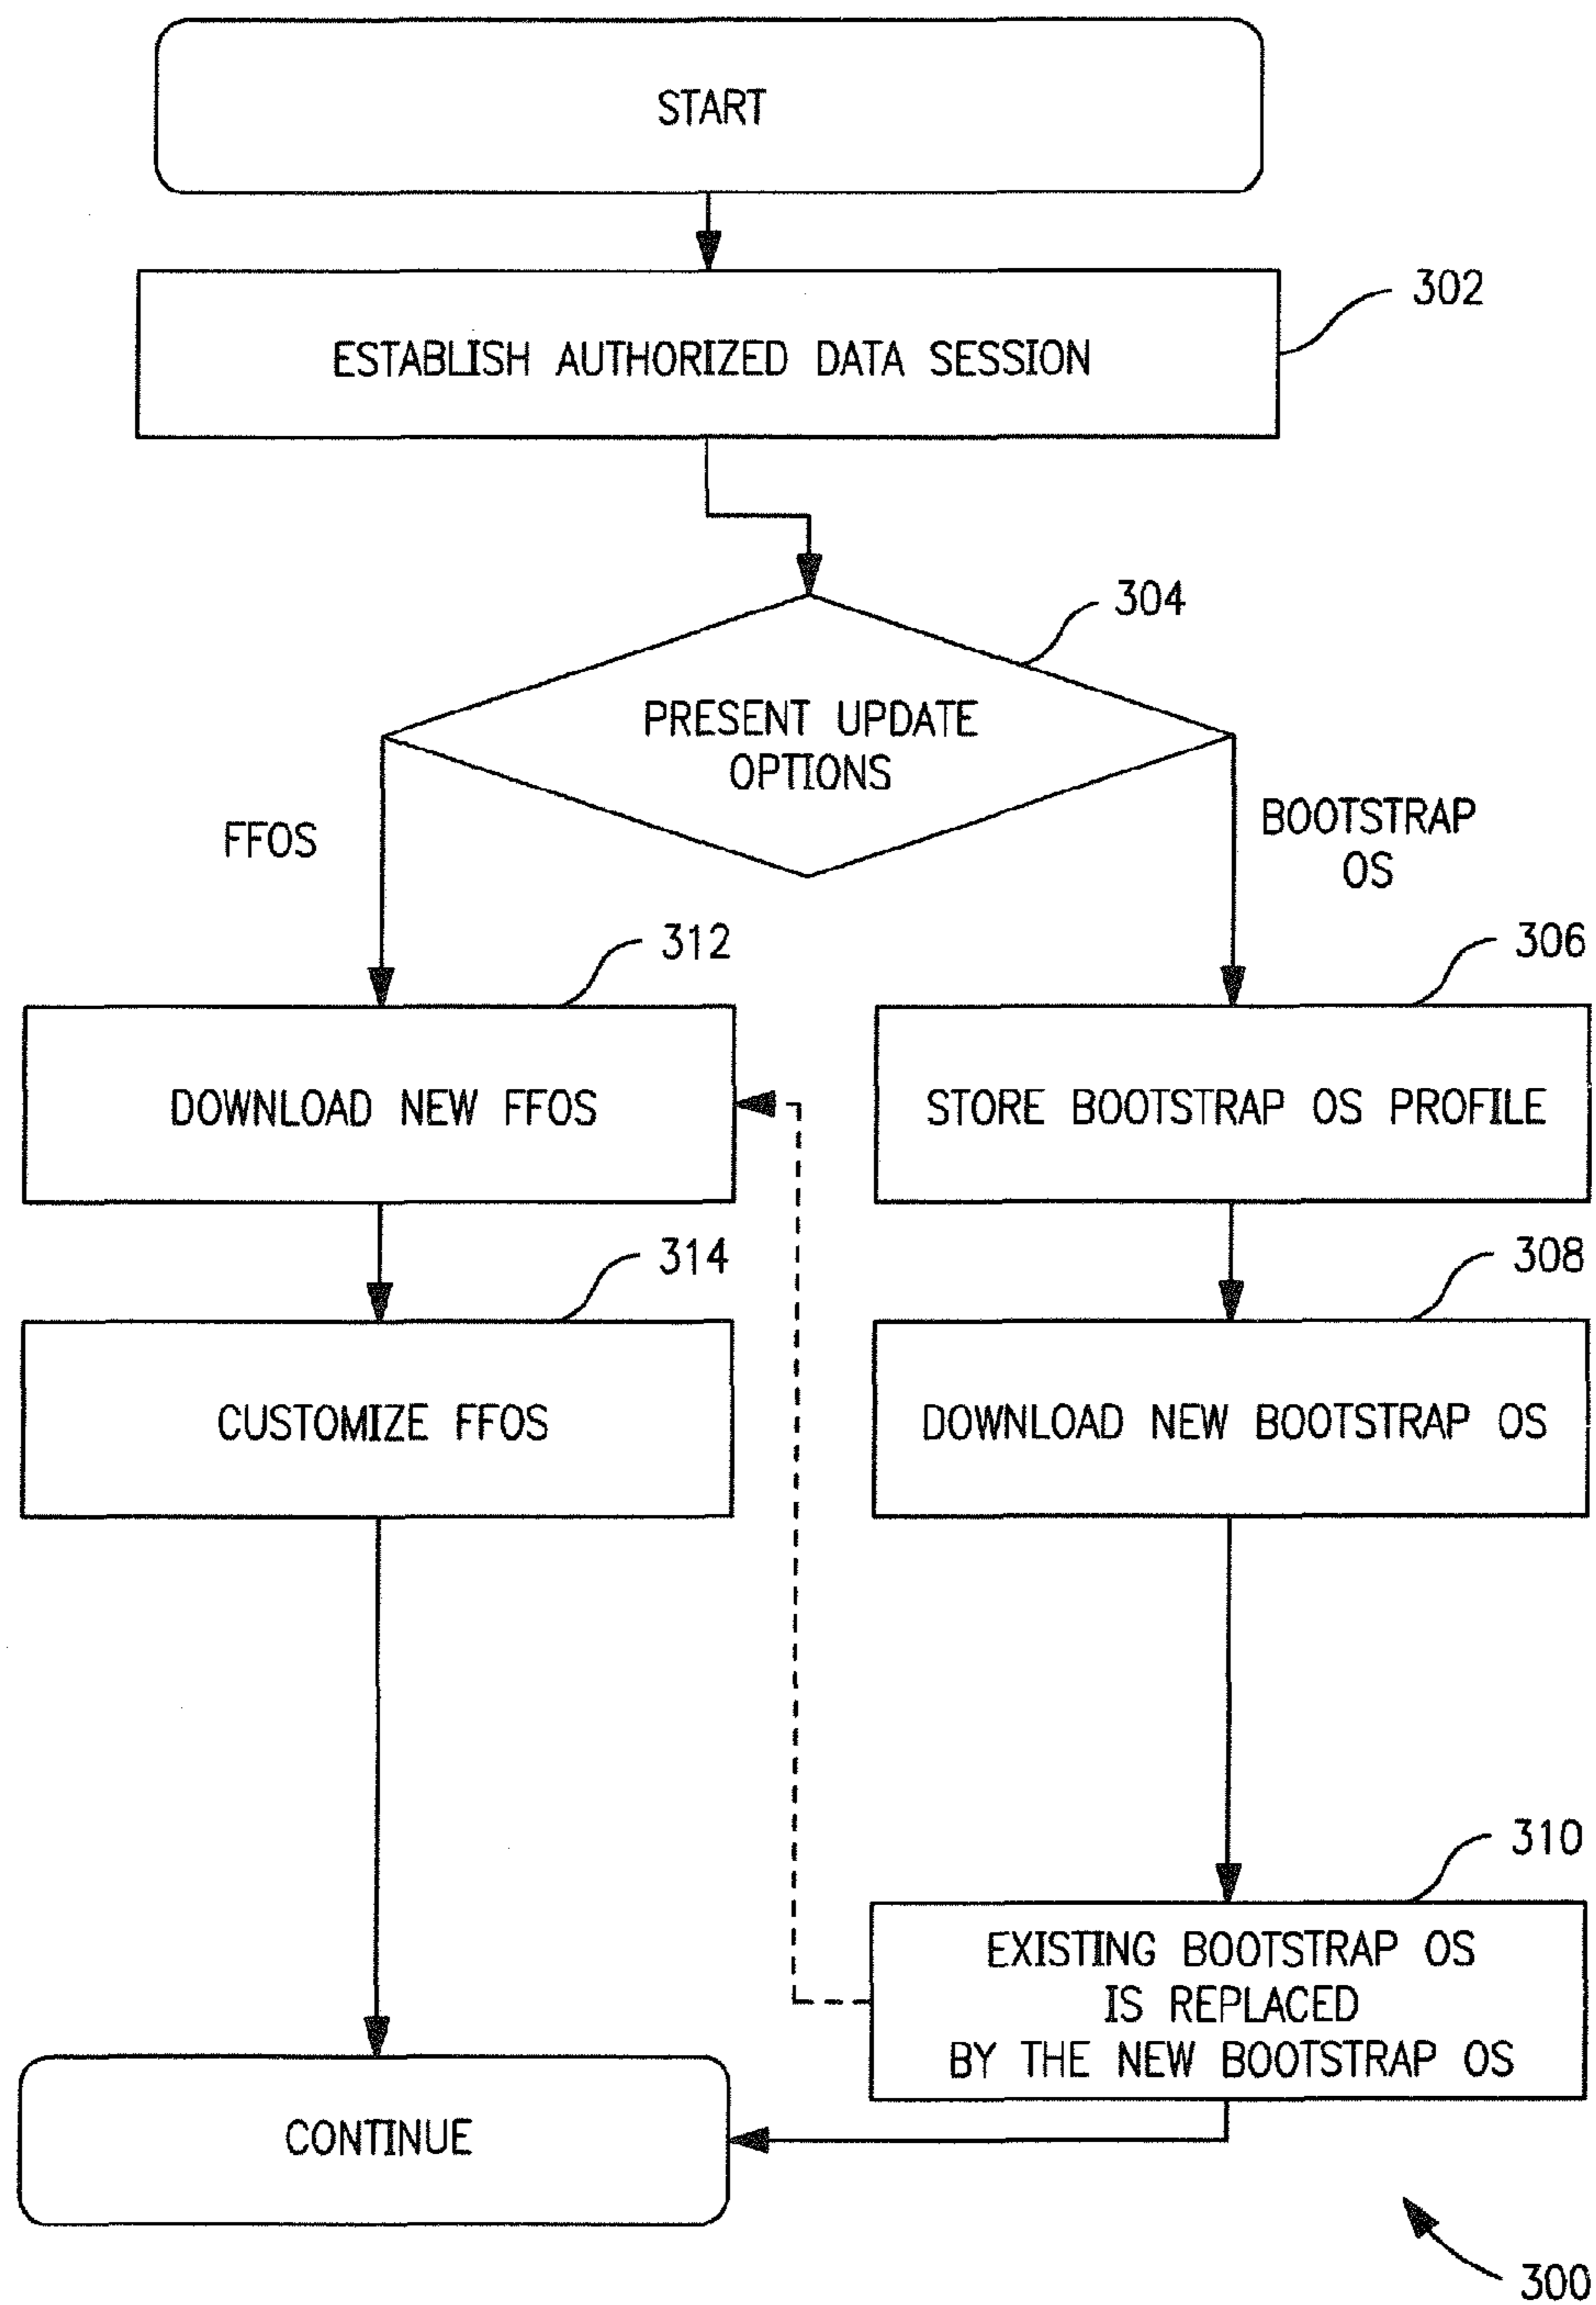 START
302
ESTABLISH AUTHORIZED DATA SESSION
304
PRESENT UPDATE
OPTIONS
FFOS
BOOTSTRAP
OS
312
306
DOWNLOAD NEW FFOS
STORE BOOTSTRAP OS PROFILE
314
308
CUSTOMIZE FFOS
DOWNLOAD NEW BOOTSTRAP OS
310
EXISTING BOOTSTRAP OS
IS REPLACED
BY THE NEW BOOTSTRAP OS
CONTINUE
300